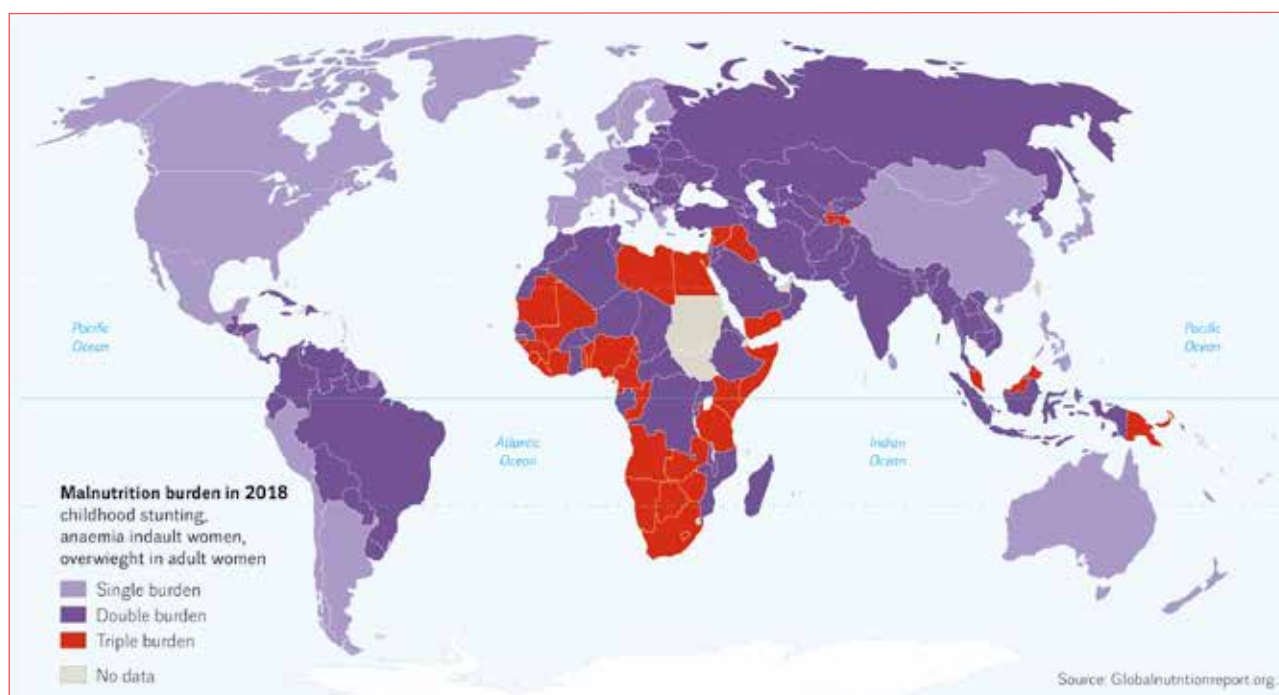 Pacific
Ocean
Pacific
Ocean
Atlantic
Ocean
Indian
Ocean
Malnutrition burden in 2018
childhood stunting,
anaemia indault women,
overwieght in adult women
Single burden
Double burden
Triple burden
No data
Source: Globalnutritionreport.org.